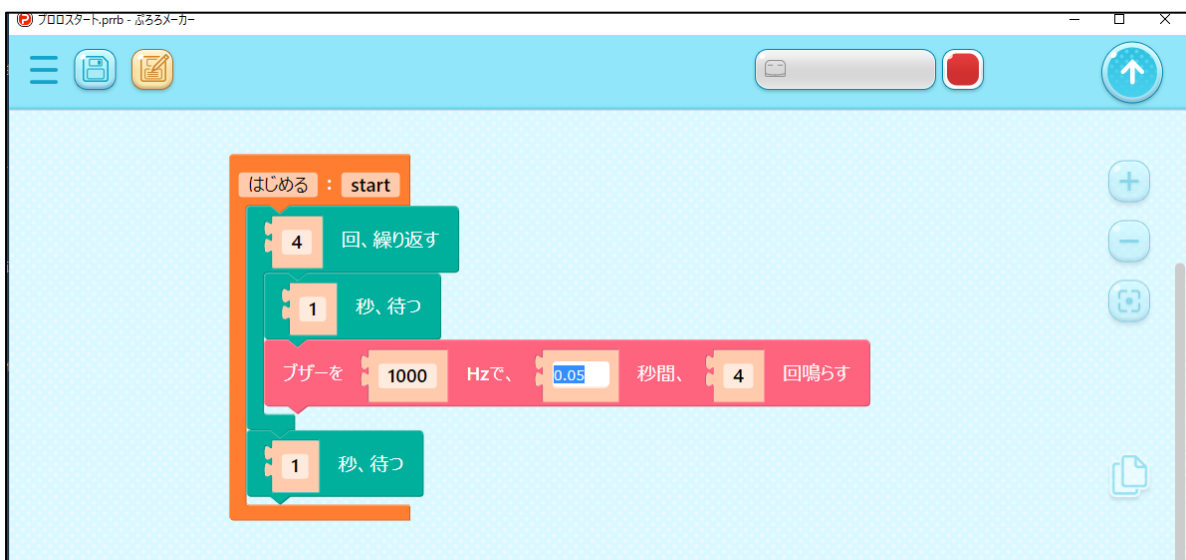 プロロスタート.prrb - ぷろろメーカー
はじめる : start
4 回、繰り返す
1 秒、待つ
ブザーを 1000 Hzで、 0.05 秒間、 4 回鳴らす
1 秒、待つ